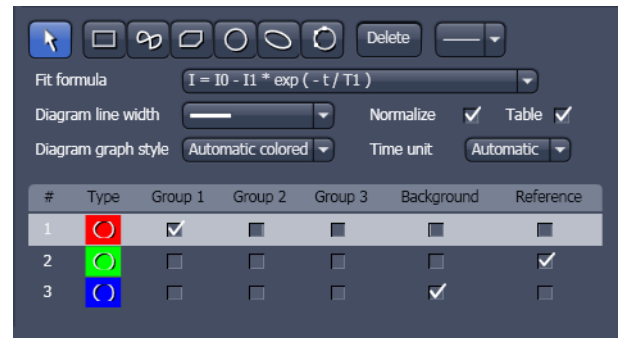 Delete
Fit formula I = I0 - I1 * exp ( - t / T1 )
Diagram line width Normalize Table
Diagram graph style Automatic colored Time unit Automatic
# Type Group 1 Group 2 Group 3 Background Reference
1
2
3